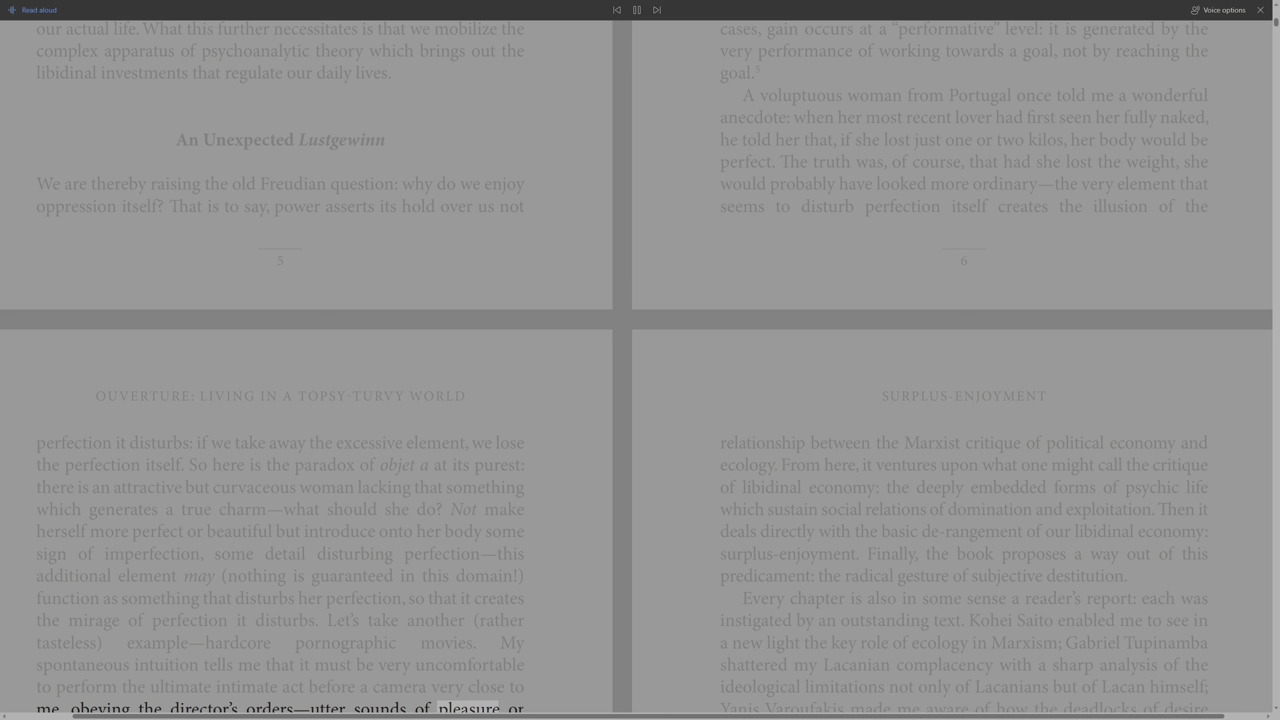 Read aloud
Voice options
our actual life. What this further necessitates is that we mobilize the
complex apparatus of psychoanalytic theory which brings out the
libidinal investments that regulate our daily lives.
An Unexpected Lustgewinn
We are thereby raising the old Freudian question: why do we enjoy
oppression itself? That is to say, power asserts its hold over us not
5
cases, gain occurs at a “performative” level: it is generated by the
very performance of working towards a goal, not by reaching the
goal.5
A voluptuous woman from Portugal once told me a wonderful
anecdote: when her most recent lover had first seen her fully naked,
he told her that, if she lost just one or two kilos, her body would be
perfect. The truth was, of course, that had she lost the weight, she
would probably have looked more ordinary—the very element that
seems to disturb perfection itself creates the illusion of the
6
OUVERTURE: LIVING IN A TOPSY-TURVY WORLD
perfection it disturbs: if we take away the excessive element, we lose
the perfection itself. So here is the paradox of objet a at its purest:
there is an attractive but curvaceous woman lacking that something
which generates a true charm—what should she do? Not make
herself more perfect or beautiful but introduce onto her body some
sign of imperfection, some detail disturbing perfection—this
additional element may (nothing is guaranteed in this domain!)
function as something that disturbs her perfection, so that it creates
the mirage of perfection it disturbs. Let’s take another (rather
tasteless) example—hardcore pornographic movies. My
spontaneous intuition tells me that it must be very uncomfortable
to perform the ultimate intimate act before a camera very close to
me, obeying the director’s orders—utter sounds of pleasure or
SURPLUS-ENJOYMENT
relationship between the Marxist critique of political economy and
ecology. From here, it ventures upon what one might call the critique
of libidinal economy: the deeply embedded forms of psychic life
which sustain social relations of domination and exploitation. Then it
deals directly with the basic de-rangement of our libidinal economy:
surplus-enjoyment. Finally, the book proposes a way out of this
predicament: the radical gesture of subjective destitution.
Every chapter is also in some sense a reader’s report: each was
instigated by an outstanding text. Kohei Saito enabled me to see in
a new light the key role of ecology in Marxism; Gabriel Tupinamba
shattered my Lacanian complacency with a sharp analysis of the
ideological limitations not only of Lacanians but of Lacan himself;
Yanis Varoufakis made me aware of how the deadlocks of desire